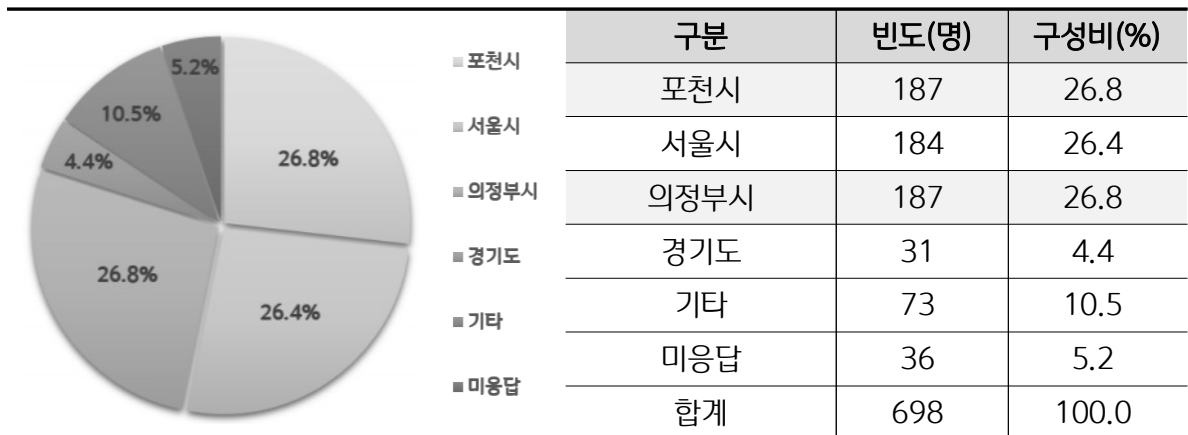 5.2%
10.5%
4.4%
26.8%
26.8%
26.4%
포천시
서울시
의정부시
경기도
기타
미응답
구분 빈도(명) 구성비(%)
포천시 187 26.8
서울시 184 26.4
의정부시 187 26.8
경기도 31 4.4
기타 73 10.5
미응답 36 5.2
합계 698 100.0